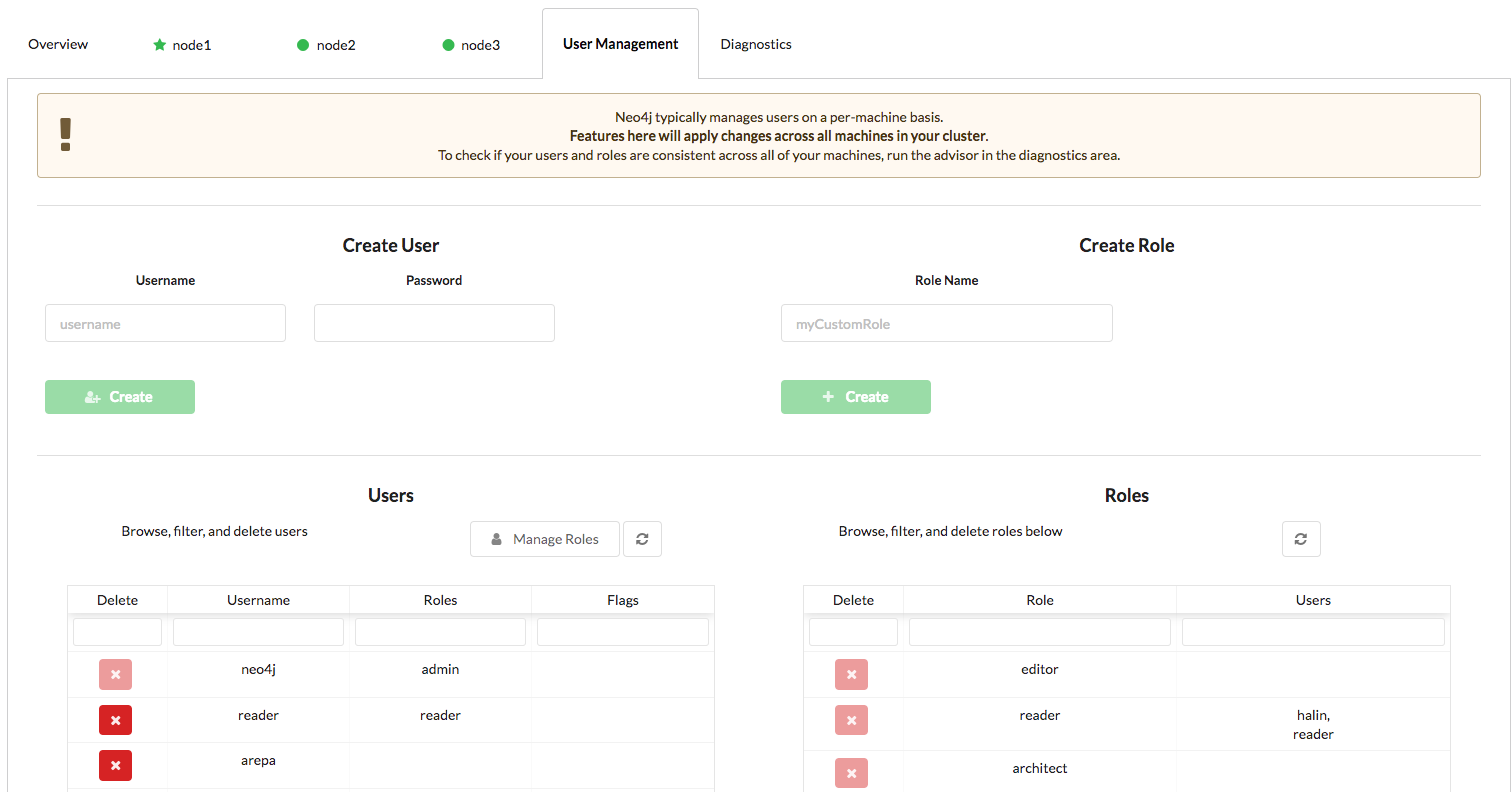 Overview
node1
node2
node3
User Management
Diagnostics
Neo4j typically manages users on a per-machine basis.
Features here will apply changes across all machines in your cluster.
To check if your users and roles are consistent across all of your machines, run the advisor in the diagnostics area.
Create User
Username
Password
username
Create
Create Role
Role Name
myCustomRole
Create
Users
Browse, filter, and delete users
Manage Roles
Delete Username Roles Flags
neo4j admin
reader reader
arepa
Roles
Browse, filter, and delete roles below
Delete Role Users
editor
reader halin,
reader
architect